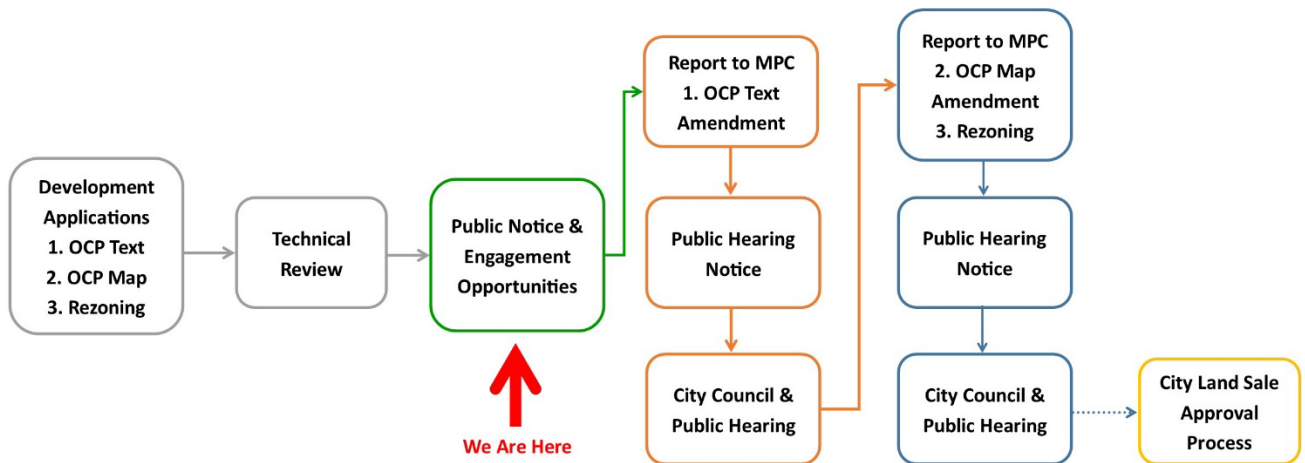 Development
Applications
1. OCP Text
2. OCP Map
3. Rezoning
Technical
Review
Public Notice &
Engagement
Opportunities
We Are Here
Report to MPC
1. OCP Text
Amendment
Public Hearing
Notice
City Council &
Public Hearing
Report to MPC
2. OCP Map
Amendment
3. Rezoning
Public Hearing
Notice
City Council &
Public Hearing
City Land Sale
Approval
Process